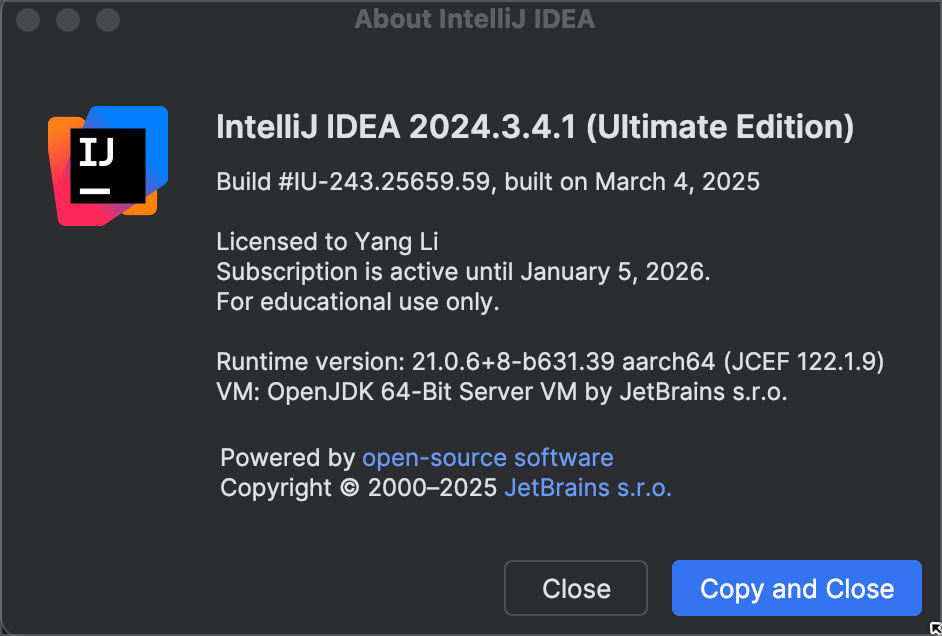 About IntelliJ IDEA
IJ
IntelliJ IDEA 2024.3.4.1 (Ultimate Edition)
Build #IU-243.25659.59, built on March 4, 2025
Licensed to Yang Li
Subscription is active until January 5, 2026.
For educational use only.
Runtime version: 21.0.6+8-b631.39 aarch64 (JCEF 122.1.9)
VM: OpenJDK 64-Bit Server VM by JetBrains s.r.o.
Powered by open-source software
Copyright © 2000–2025 JetBrains s.r.o.
Close
Copy and Close